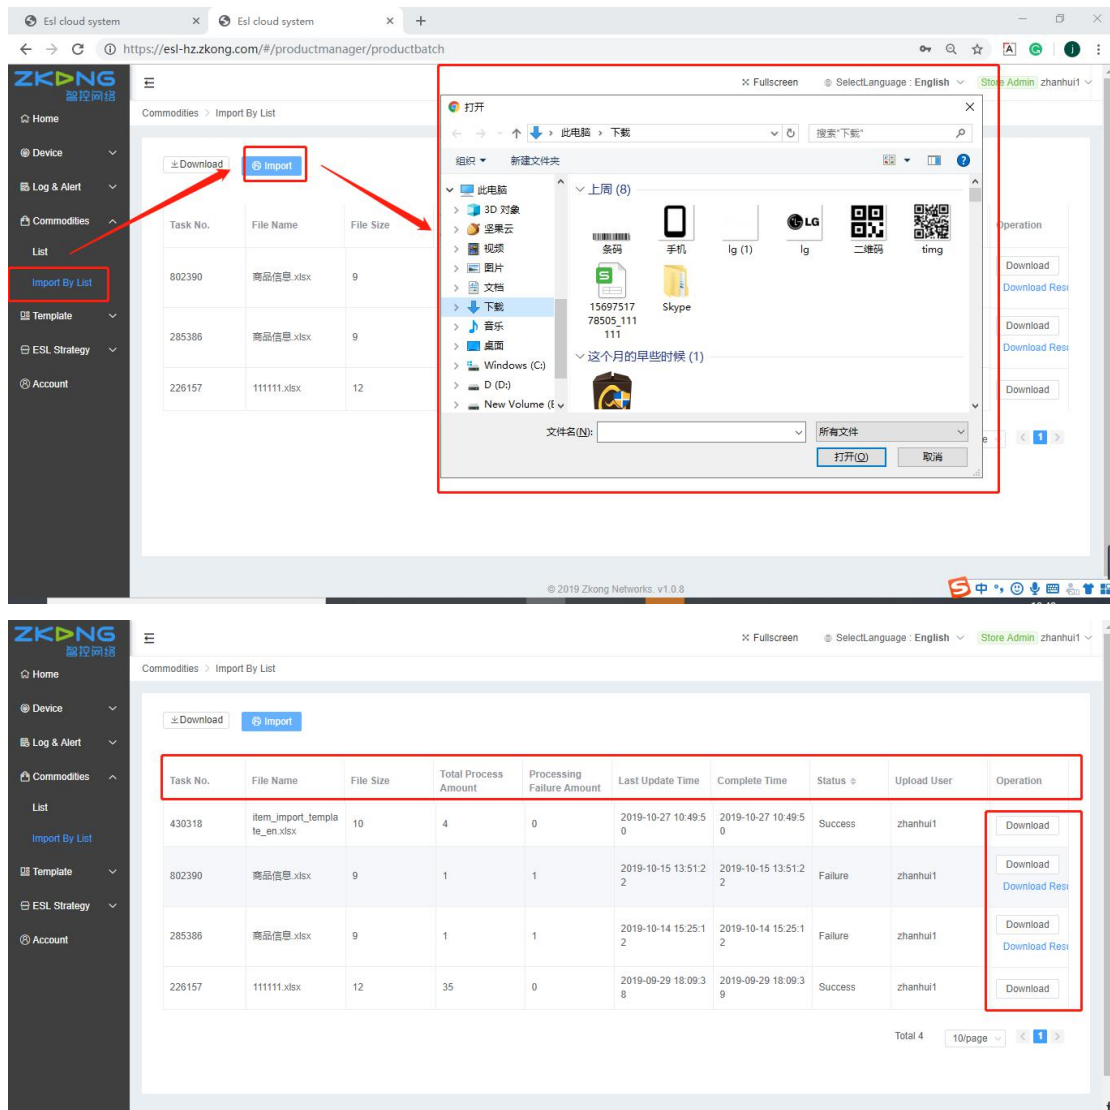 Esl cloud system
Esl cloud system
https://esl-hz.zkong.com/#/productmanager/productbatch
ZKONG
智控网络
Fullscreen
SelectLanguage : English
Store Admin zhanhui1
Home
Device
Log & Alert
Commodities
List
Import By List
Template
ESL Strategy
Account
Commodities > Import By List
Download
Import
Task No.
File Name
File Size
Operation
802390
商品信息.xlsx
9
Download
Download Resu
285386
商品信息.xlsx
9
Download
Download Resu
226157
111111.xlsx
12
Download
1
打开
此电脑 > 下载
搜索"下载"
组织
新建文件夹
此电脑
3D 对象
坚果云
视频
图片
文档
下载
音乐
桌面
Windows (C:)
D (D:)
New Volume (E
上周 (8)
条码
手机
lg (1)
LG
lg
二维码
timg
15697517
78505_111
111
Skype
这个月的早些时候 (1)
文件名(N):
所有文件
打开(O)
取消
© 2019 Zkong Networks. v1.0.8
中
ZKONG
智控网络
Fullscreen
SelectLanguage : English
Store Admin zhanhui1
Home
Device
Log & Alert
Commodities
List
Import By List
Template
ESL Strategy
Account
Commodities > Import By List
Download
Import
Task No.
File Name
File Size
Total Process
Amount
Processing
Failure Amount
Last Update Time
Complete Time
Status
Upload User
Operation
430318
item_import_templa
te_en.xlsx
10
4
0
2019-10-27 10:49:5
0
2019-10-27 10:49:5
0
Success
zhanhui1
Download
802390
商品信息.xlsx
9
1
1
2019-10-15 13:51:2
2
2019-10-15 13:51:2
2
Failure
zhanhui1
Download
Download Resu
285386
商品信息.xlsx
9
1
1
2019-10-14 15:25:1
2
2019-10-14 15:25:1
2
Failure
zhanhui1
Download
Download Resu
226157
111111.xlsx
12
35
0
2019-09-29 18:09:3
8
2019-09-29 18:09:3
9
Success
zhanhui1
Download
Total 4
10/page
1